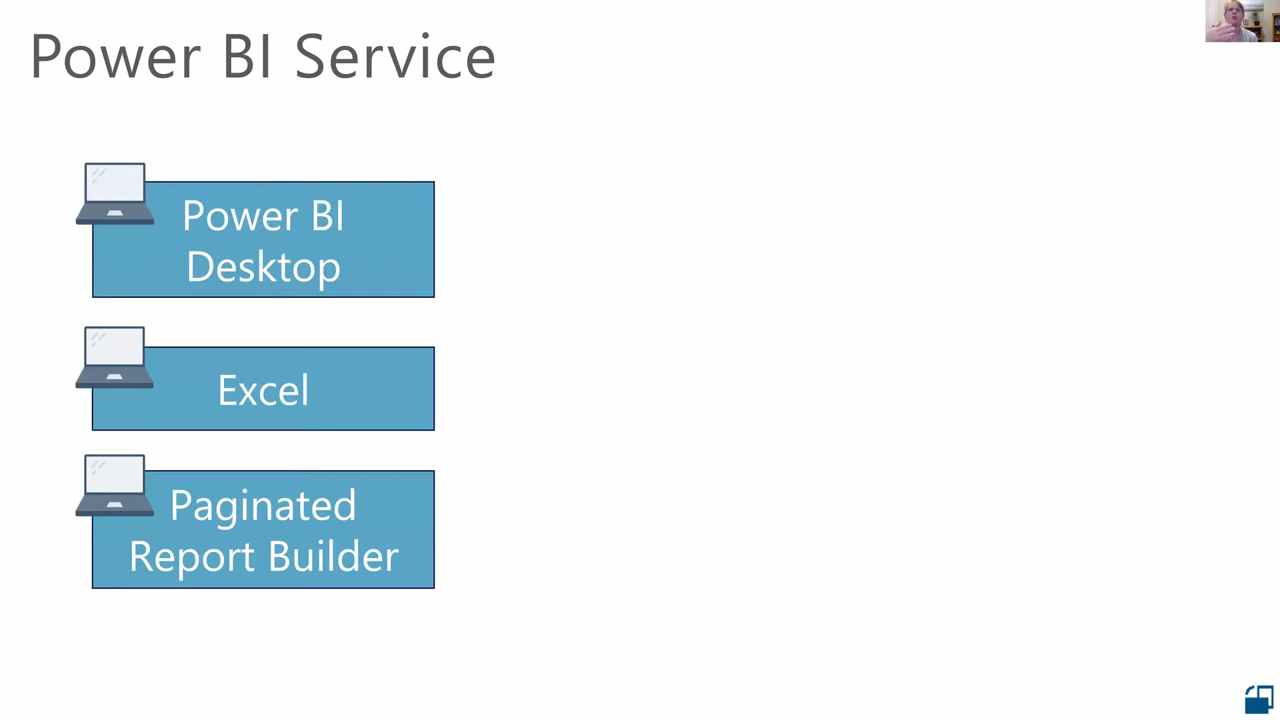 Power BI Service
Power BI
Desktop
Excel
Paginated
Report Builder